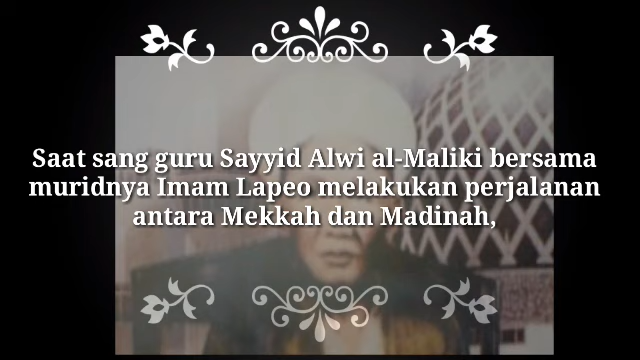 Saat sang guru Sayyid Alwi al-Maliki bersama
muridnya Imam Lapeo melakukan perjalanan
antara Mekkah dan Madinah,